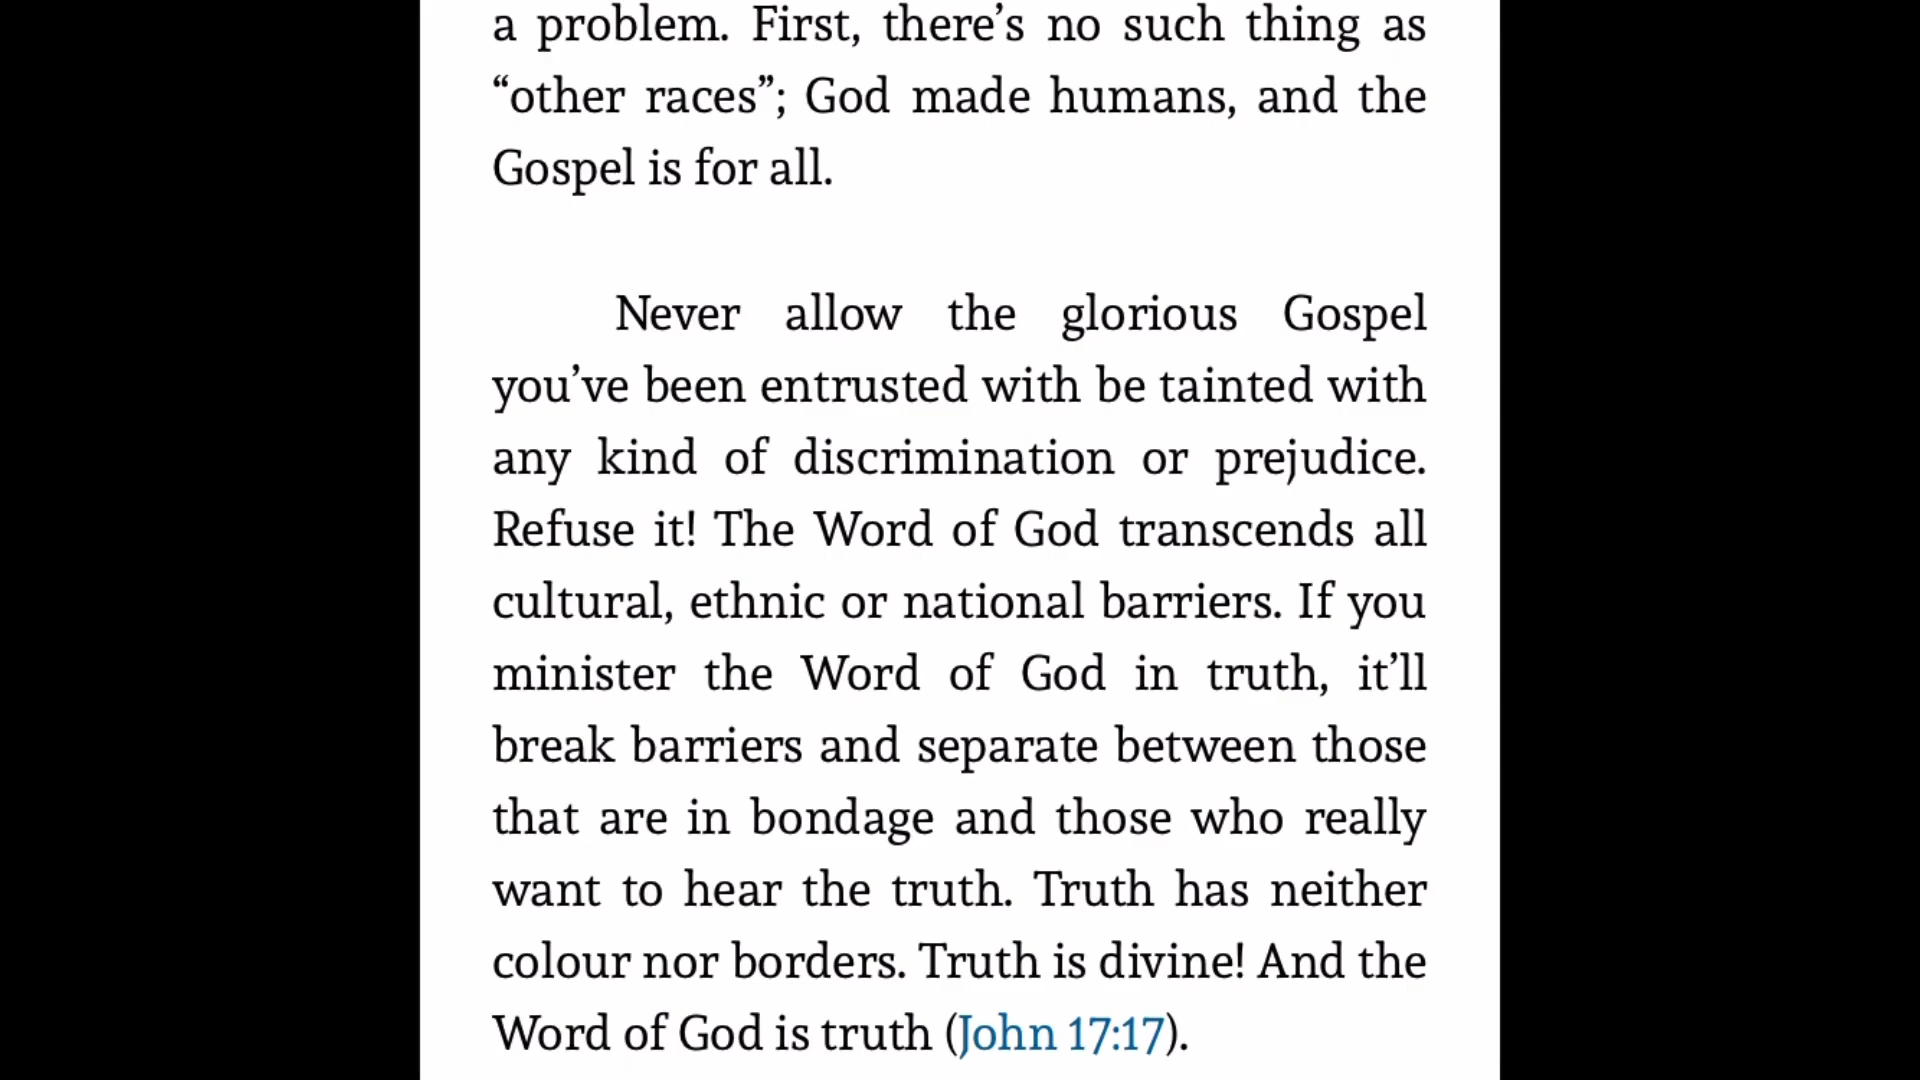 a problem. First, there’s no such thing as
“other races”; God made humans, and the
Gospel is for all.
Never allow the glorious Gospel
you’ve been entrusted with be tainted with
any kind of discrimination or prejudice.
Refuse it! The Word of God transcends all
cultural, ethnic or national barriers. If you
minister the Word of God in truth, it’ll
break barriers and separate between those
that are in bondage and those who really
want to hear the truth. Truth has neither
colour nor borders. Truth is divine! And the
Word of God is truth (John 17:17).